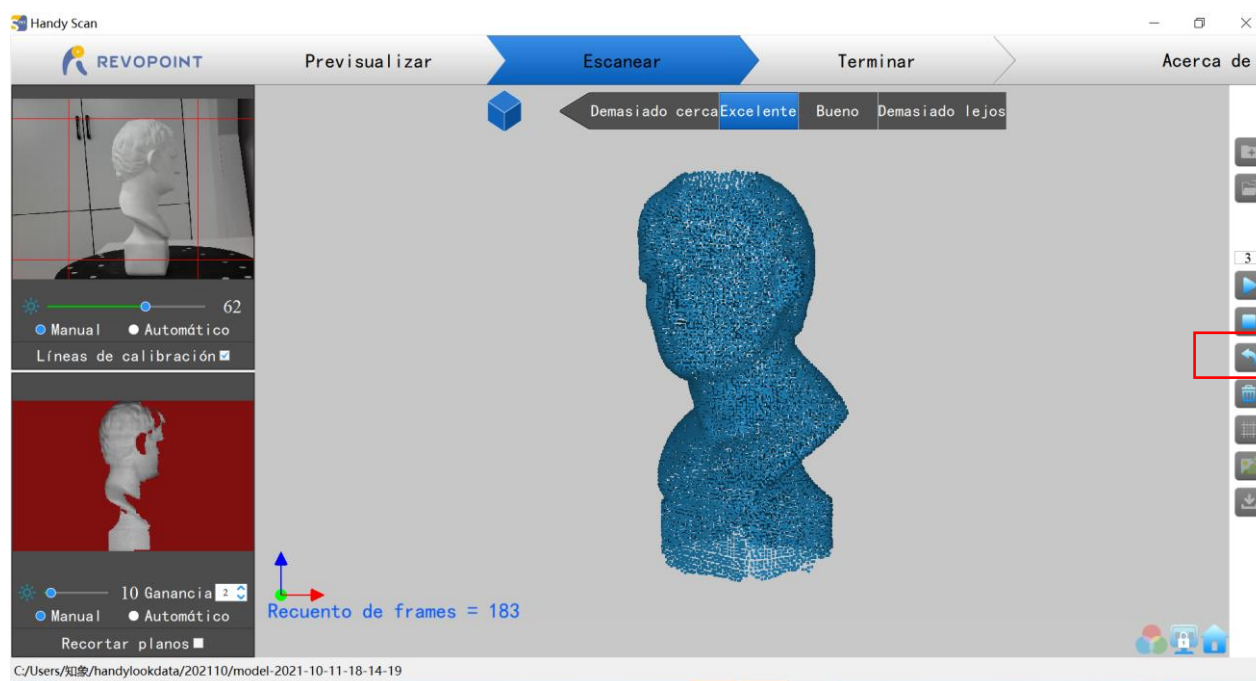 Handy Scan
REVOPOINT
Previsualizar
Escanear
Terminar
Acerca de
Demasiado cerca Excelente Bueno Demasiado lejos
3
62
Manual Automático
Líneas de calibración
10 Ganancia 2
Manual Automático
Recortar planos
Recuento de frames = 183
C:/Users/知象/handylookdata/202110/model-2021-10-11-18-14-19